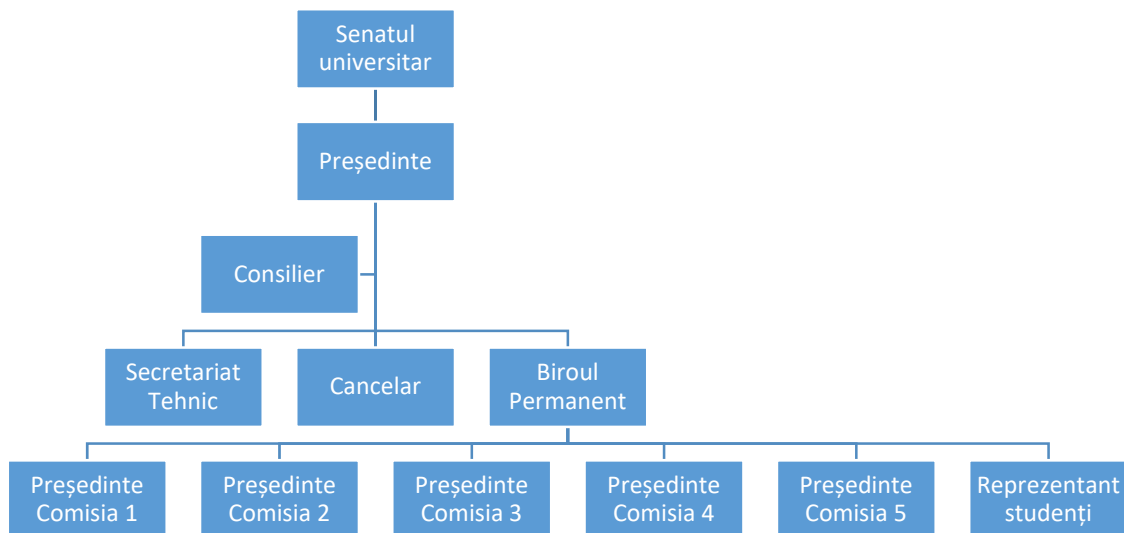 Senatul
universitar
Președinte
Consilier
Secretariat
Tehnic
Cancelar
Biroul
Permanent
Președinte
Comisia 1
Președinte
Comisia 2
Președinte
Comisia 3
Președinte
Comisia 4
Președinte
Comisia 5
Reprezentant
studenți